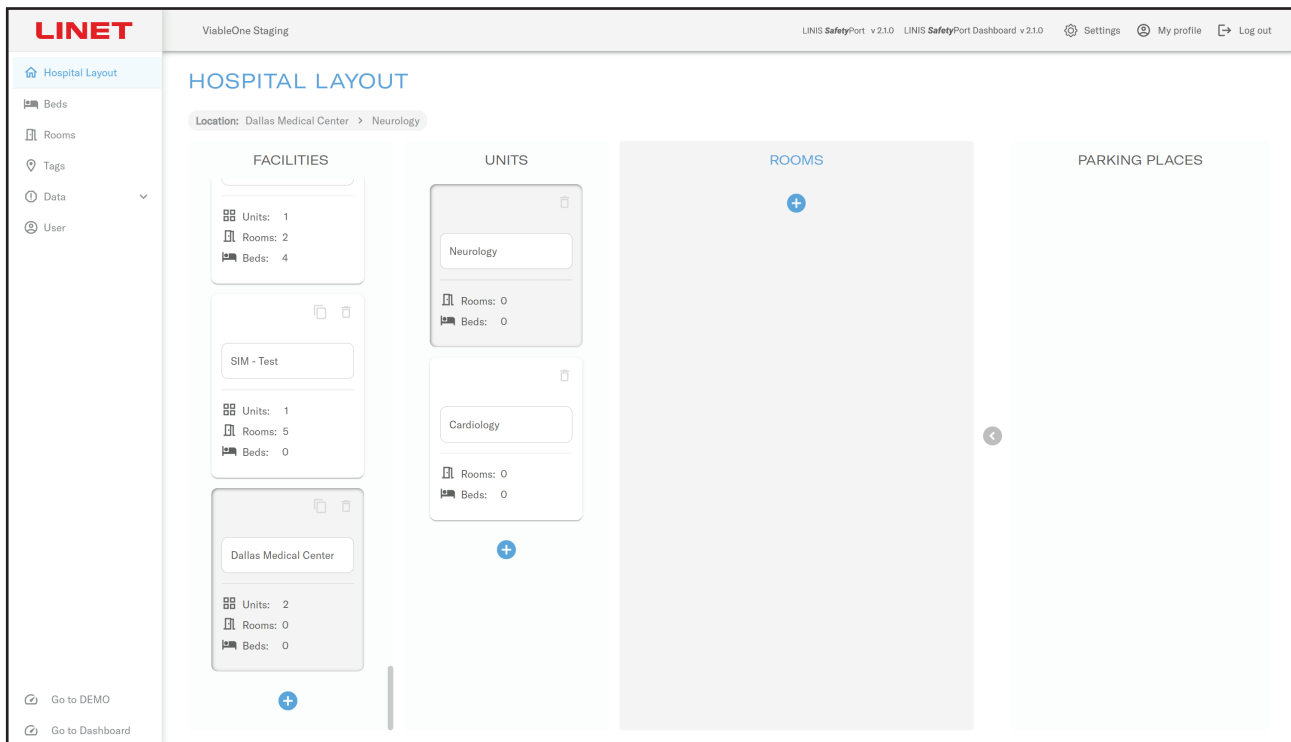 LINET
ViableOne Staging
LINIS SafetyPort v 2.1.0 LINIS SafetyPort Dashboard v 2.1.0
Settings
My profile
Log out
Hospital Layout
Beds
Rooms
Tags
Data
User
Go to DEMO
Go to Dashboard
HOSPITAL LAYOUT
Location: Dallas Medical Center > Neurology
FACILITIES
Units: 1
Rooms: 2
Beds: 4
SIM - Test
Units: 1
Rooms: 5
Beds: 0
Dallas Medical Center
Units: 2
Rooms: 0
Beds: 0
UNITS
Neurology
Rooms: 0
Beds: 0
Cardiology
Rooms: 0
Beds: 0
ROOMS
PARKING PLACES